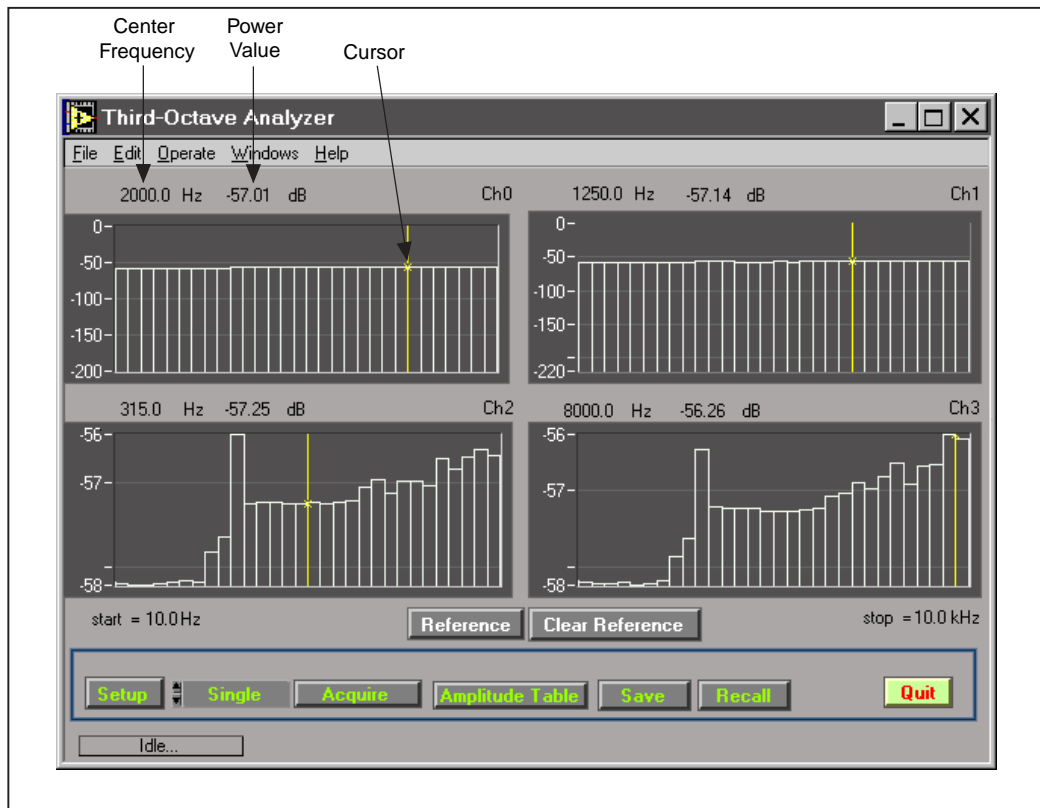 Center Frequency
Power Value
Cursor
Third-Octave Analyzer
File Edit Operate Windows Help
2000.0 Hz -57.01 dB Ch0
1250.0 Hz -57.14 dB Ch1
0
-50
-100
-150
-200
0
-50
-100
-150
-220
315.0 Hz -57.25 dB Ch2
8000.0 Hz -56.26 dB Ch3
-56
-57
-58
-56
-57
-58
start = 10.0 Hz
Reference
Clear Reference
stop = 10.0 kHz
Setup
Single
Acquire
Amplitude Table
Save
Recall
Quit
Idle...